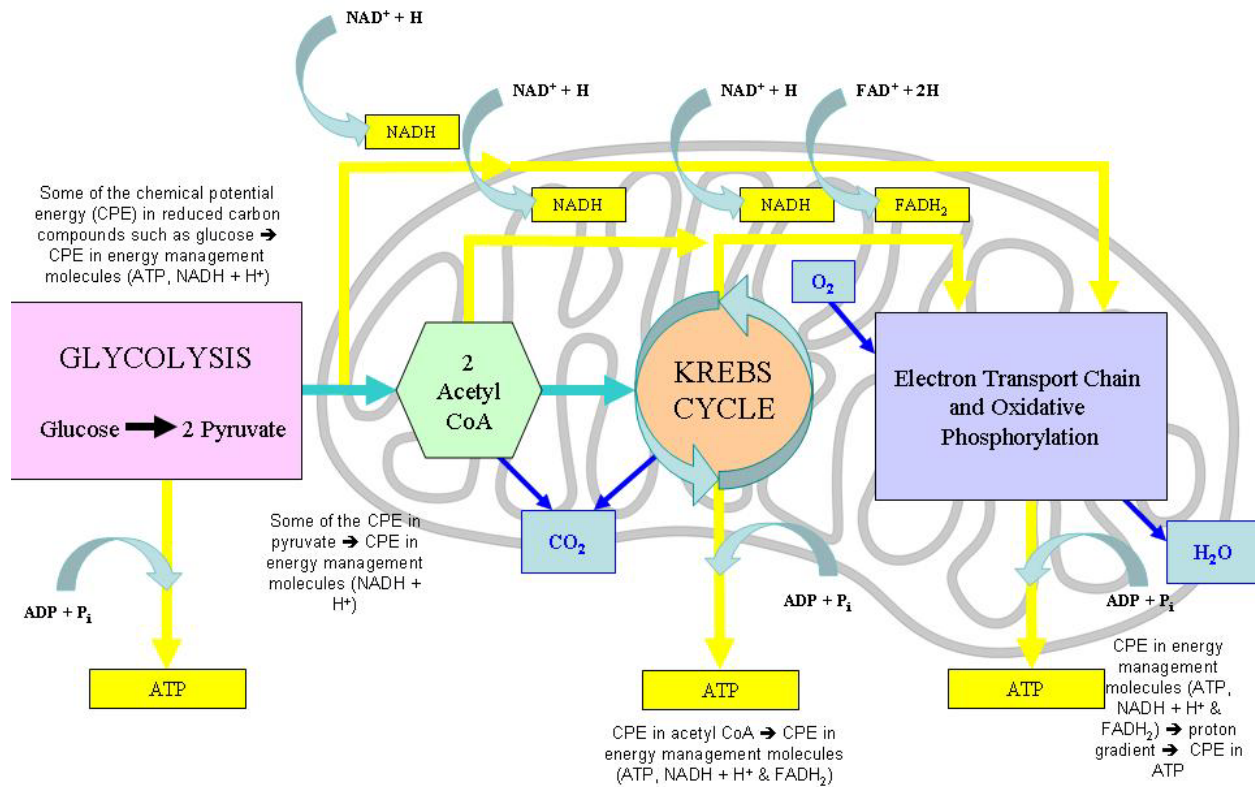 NAD⁺ + H
NADH
NAD⁺ + H
NAD⁺ + H
FAD⁺ + 2H
NADH
NADH
FADH₂
Some of the chemical potential
energy (CPE) in reduced carbon
compounds such as glucose ➔
CPE in energy management
molecules (ATP, NADH + H⁺)
GLYCOLYSIS
Glucose ➔ 2 Pyruvate
2
Acetyl
CoA
KREBS
CYCLE
O₂
Electron Transport Chain
and Oxidative
Phosphorylation
Some of the CPE in
pyruvate ➔ CPE in
energy management
molecules (NADH +
H⁺)
CO₂
H₂O
ADP + Pᵢ
ADP + Pᵢ
ADP + Pᵢ
ATP
ATP
ATP
CPE in acetyl CoA ➔ CPE in
energy management molecules
(ATP, NADH + H⁺ & FADH₂)
CPE in energy
management
molecules (ATP,
NADH + H⁺ &
FADH₂) ➔ proton
gradient ➔ CPE in
ATP